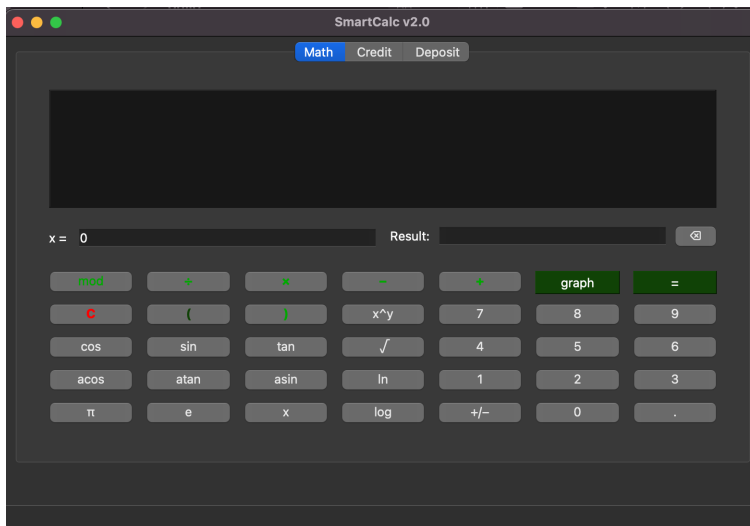 SmartCalc v2.0
Math Credit Deposit
x = 0 Result:
mod ÷ × − + graph =
C ( ) x^y 7 8 9
cos sin tan √ 4 5 6
acos atan asin ln 1 2 3
π e x log +/− 0 .